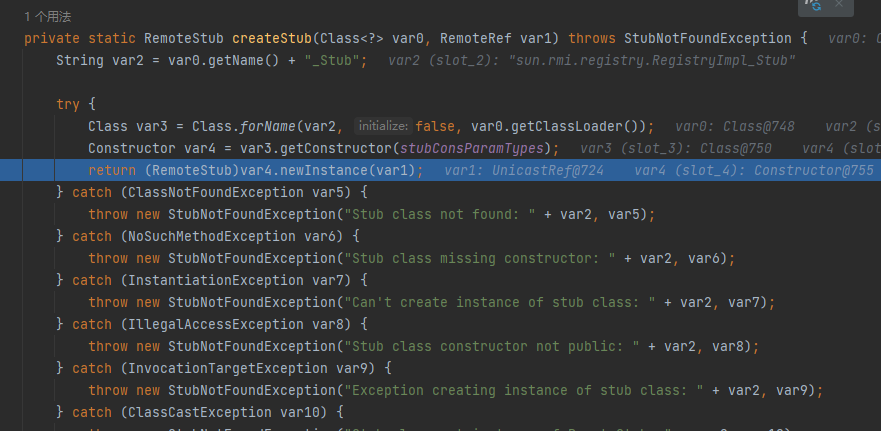 1 个用法
private static RemoteStub createStub(Class<?> var0, RemoteRef var1) throws StubNotFoundException { var0: 
String var2 = var0.getName() + "_Stub"; var2 (slot_2): "sun.rmi.registry.RegistryImpl_Stub"
try {
Class var3 = Class.forName(var2, initialize: false, var0.getClassLoader()); var0: Class@748 var2 (s
Constructor var4 = var3.getConstructor(stubConsParamTypes); var3 (slot_3): Class@750 var4 (slot
return (RemoteStub)var4.newInstance(var1); var1: UnicastRef@724 var4 (slot_4): Constructor@755
} catch (ClassNotFoundException var5) {
throw new StubNotFoundException("Stub class not found: " + var2, var5);
} catch (NoSuchMethodException var6) {
throw new StubNotFoundException("Stub class missing constructor: " + var2, var6);
} catch (InstantiationException var7) {
throw new StubNotFoundException("Can't create instance of stub class: " + var2, var7);
} catch (IllegalAccessException var8) {
throw new StubNotFoundException("Stub class constructor not public: " + var2, var8);
} catch (InvocationTargetException var9) {
throw new StubNotFoundException("Exception creating instance of stub class: " + var2, var9);
} catch (ClassCastException var10) {